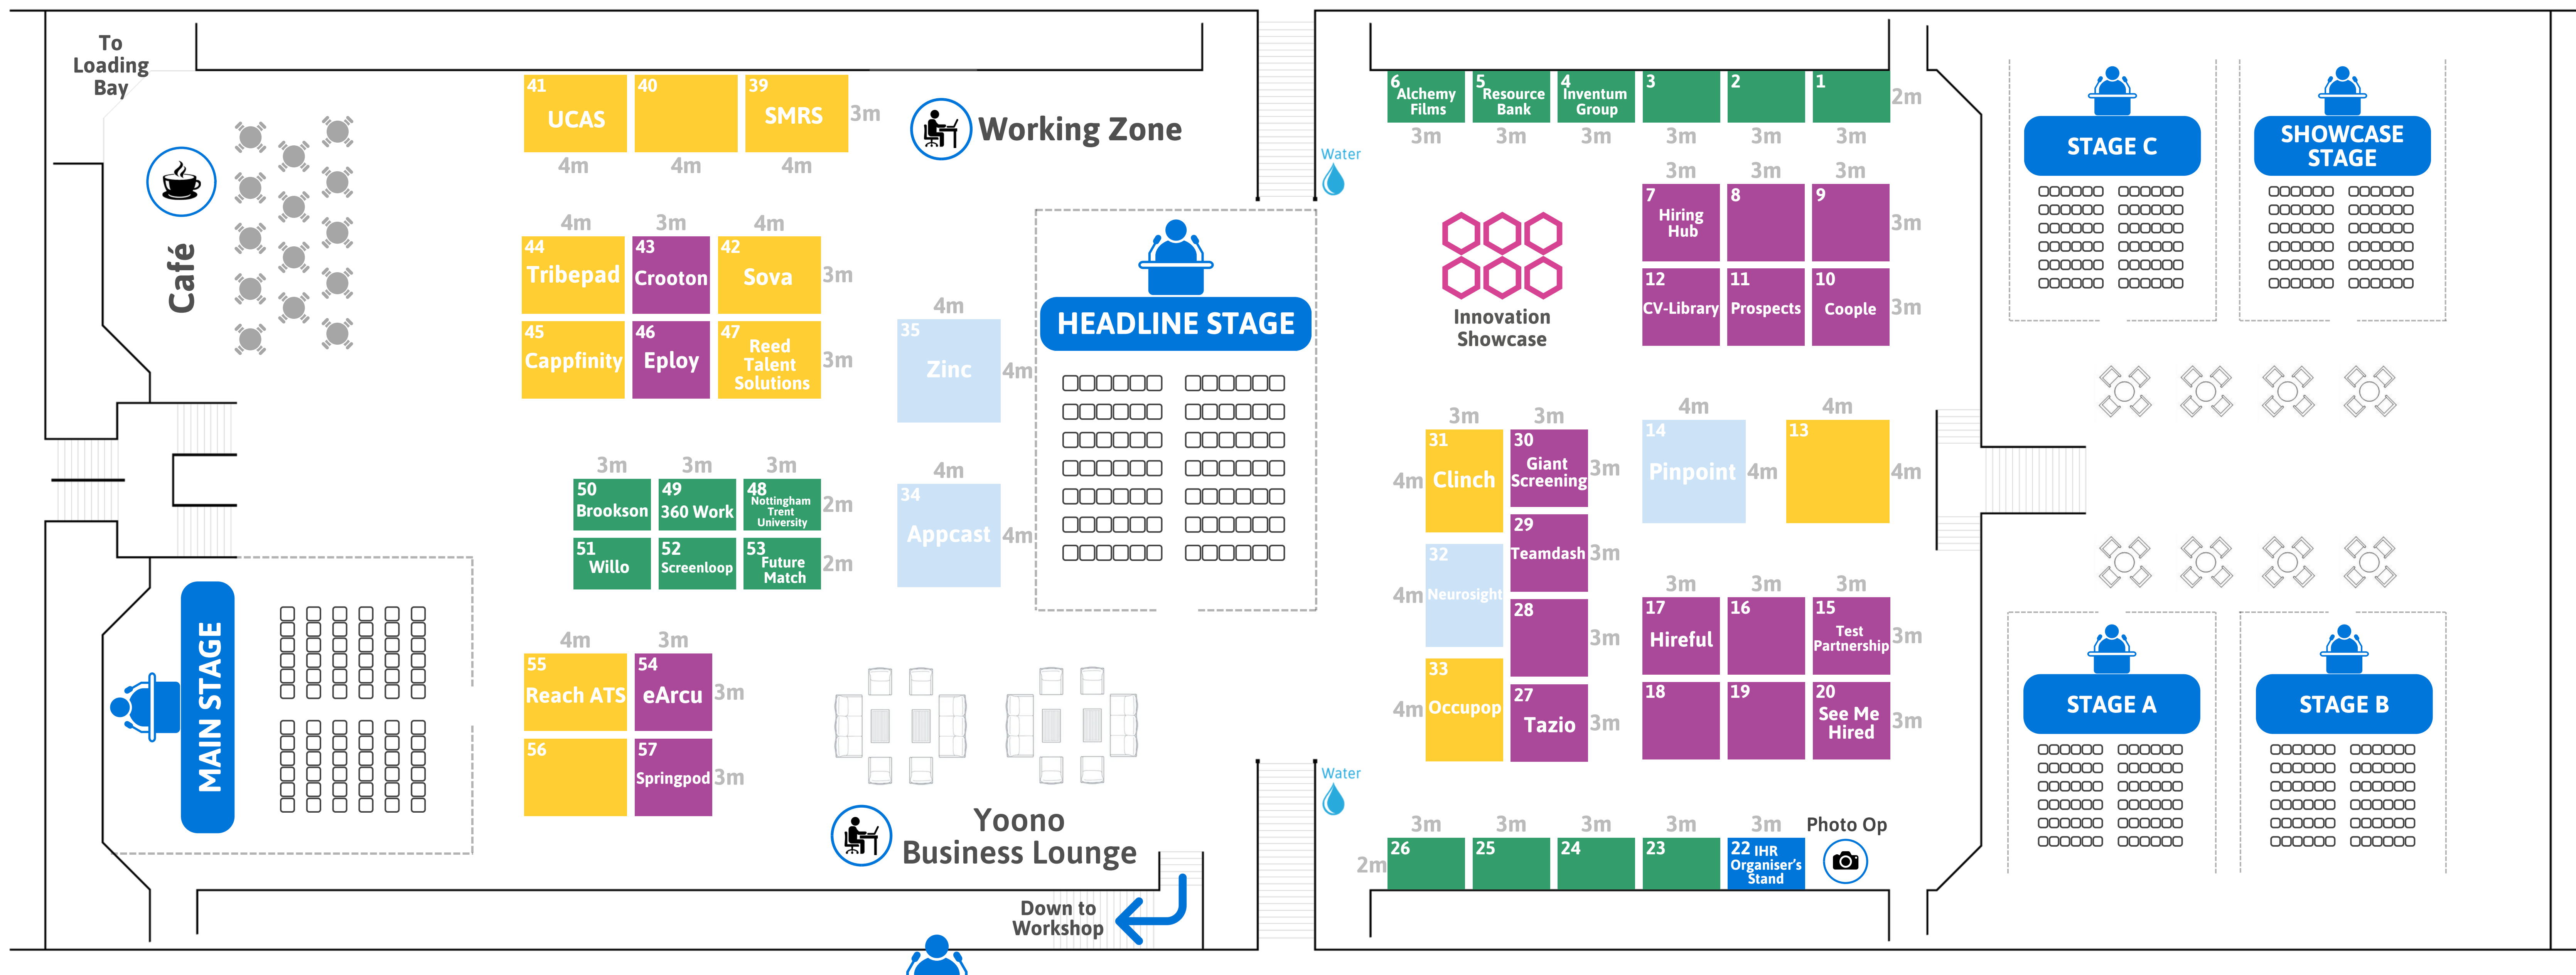 To
Loading
Bay
Café
41
UCAS
40
39
SMRS
3m
4m
4m
4m
Working Zone
4m
3m
4m
44
Tribepad
43
Crooton
42
Sova
3m
45
Cappfinity
46
Eploy
47
Reed
Talent
Solutions
3m
4m
35
Zinc
4m
HEADLINE STAGE
3m
3m
3m
50
Brookson
49
360 Work
48
Nottingham
Trent
University
2m
51
Willo
52
Screenloop
53
Future
Match
2m
4m
34
Appcast
4m
MAIN STAGE
4m
3m
55
Reach ATS
54
eArcu
3m
56
57
Springpod
3m
Yoono
Business Lounge
Down to
Workshop
Water
Water
6
Alchemy
Films
5
Resource
Bank
4
Inventum
Group
3
2
1
2m
3m
3m
3m
3m
3m
3m
Innovation
Showcase
3m
3m
3m
7
Hiring
Hub
8
9
3m
12
CV-Library
11
Prospects
10
Coople
3m
3m
3m
4m
31
Clinch
30
Giant
Screening
3m
29
Teamdash
3m
4m
32
Neurosight
28
3m
4m
33
Occupop
27
Tazio
3m
4m
14
Pinpoint
4m
4m
13
4m
3m
3m
3m
17
Hireful
16
15
Test
Partnership
3m
18
19
20
See Me
Hired
3m
3m
3m
3m
3m
3m
Photo Op
2m
26
25
24
23
22 IHR
Organiser's
Stand
STAGE C
SHOWCASE
STAGE
STAGE A
STAGE B